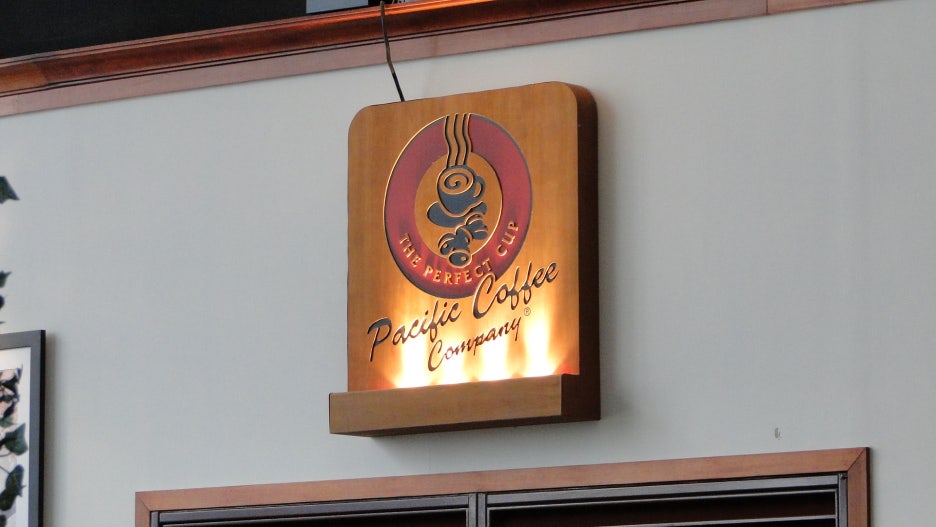 THE PERFECT CUP
Pacific Coffee
Company®